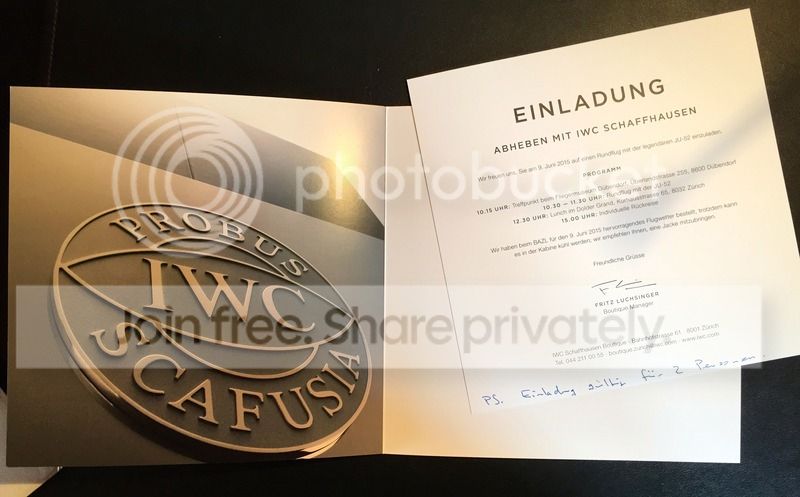 PROBUS
IWC
SCAFUSIA
EINLADUNG
ABHEBEN MIT IWC SCHAFFHAUSEN
Wir freuen uns, Sie am 9. Juni 2015 auf einen Rundflug mit der legendären JU-52 einzuladen.
PROGRAMM
10.15 UHR: Treffpunkt beim Fliegermuseum Dübendorf, Überlandstrasse 255, 8600 Dübendorf
10.30 – 11.30 UHR: Rundflug mit der JU-52
12.30 UHR: Lunch im Dolder Grand, Kurhausstrasse 65, 8032 Zürich
15.00 UHR: Individuelle Rückreise
Wir haben beim BAZL für den 9. Juni 2015 hervorragendes Flugwetter bestellt, trotzdem kann
es in der Kabine kühl werden; wir empfehlen Ihnen, eine Jacke mitzubringen.
Freundliche Grüsse
FRITZ LUCHSINGER
Boutique Manager
IWC Schaffhausen Boutique · Bahnhofstrasse 61 · 8001 Zürich
Tel. 044 211 00 55 · boutique.zurich@iwc.com · www.iwc.com
PS. Einladung gültig für 2 Personen.
photobucket
Join free. Share privately